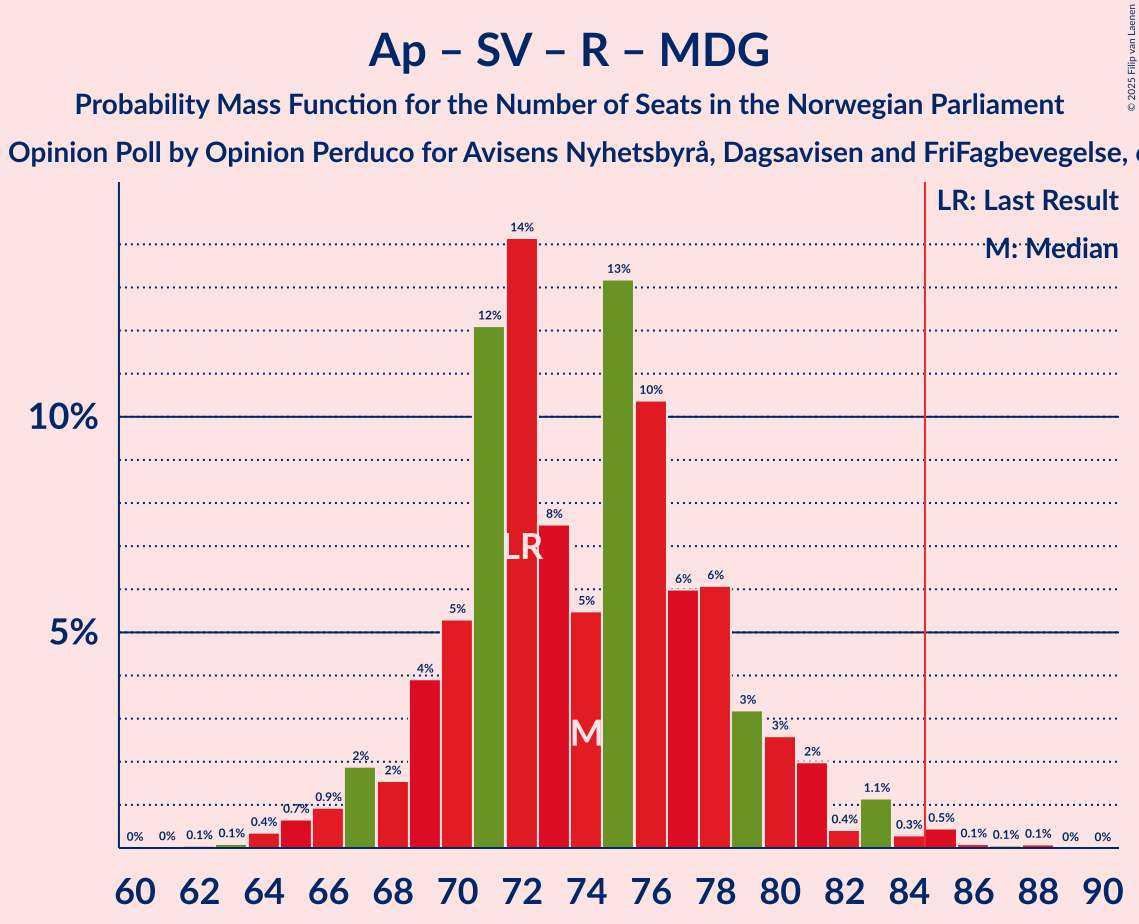 Ap – SV – R – MDG
Probability Mass Function for the Number of Seats in the Norwegian Parliament
Opinion Poll by Opinion Perduco for Avisens Nyhetsbyrå, Dagsavisen and FriFagbevegelse,
© 2025 Filip van Laenen
LR: Last Result
M: Median
10%
5%
0% 0% 0.1% 0.1% 0.4% 0.7% 0.9% 2% 2% 4% 5% 12% 14% 8% 5% 13% 10% 6% 6% 3% 3% 2% 0.4% 1.1% 0.3% 0.5% 0.1% 0.1% 0.1% 0% 0%
LR
M
60 62 64 66 68 70 72 74 76 78 80 82 84 86 88 90